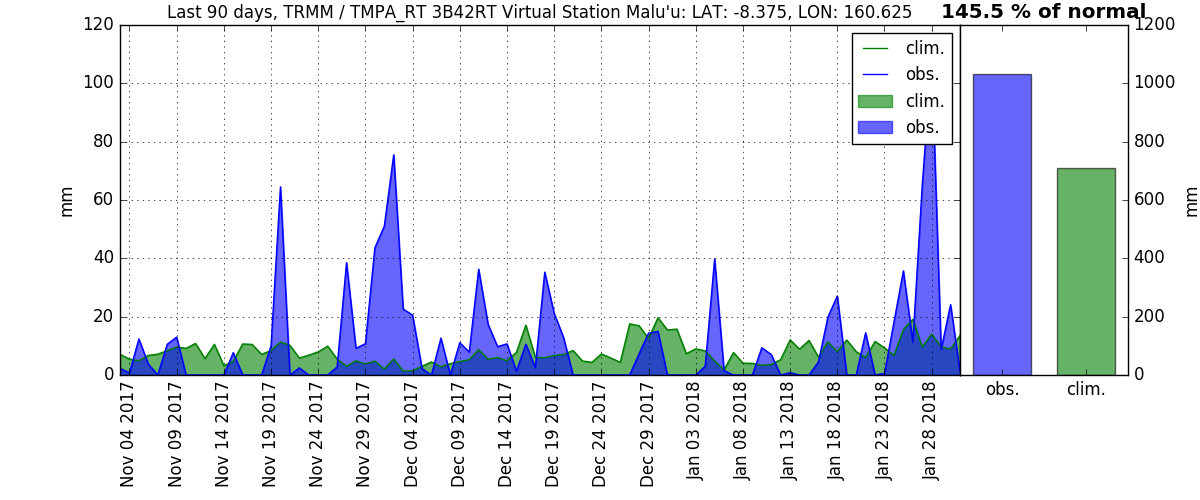 Last 90 days, TRMM / TMPA_RT 3B42RT Virtual Station Malu'u: LAT: -8.375, LON: 160.625
145.5 % of normal
mm
120
100
80
60
40
20
0
clim.
obs.
clim.
obs.
1200
1000
800
600
400
200
0
mm
Nov 04 2017
Nov 09 2017
Nov 14 2017
Nov 19 2017
Nov 24 2017
Nov 29 2017
Dec 04 2017
Dec 09 2017
Dec 14 2017
Dec 19 2017
Dec 24 2017
Dec 29 2017
Jan 03 2018
Jan 08 2018
Jan 13 2018
Jan 18 2018
Jan 23 2018
Jan 28 2018
obs.
clim.